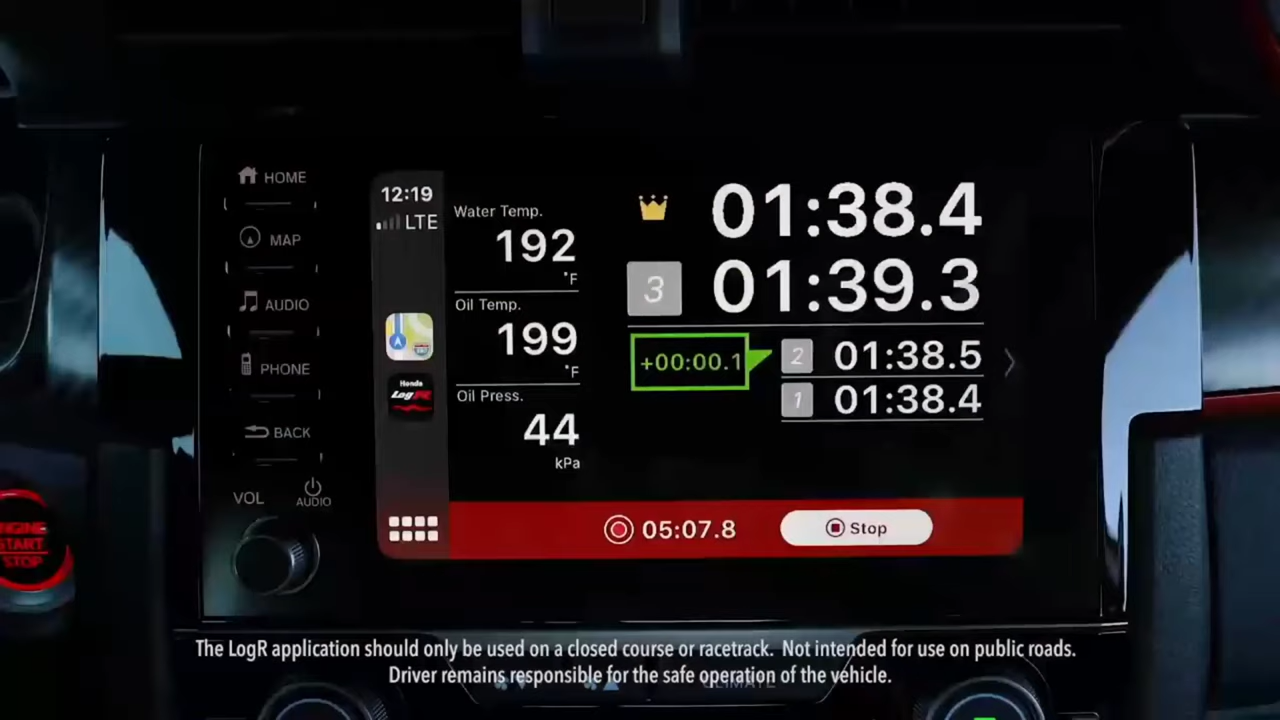 HOME
MAP
AUDIO
PHONE
BACK
VOL
AUDIO
ENGINE
START
STOP
12:19
LTE
Honda
LogR
Water Temp.
192
°F
Oil Temp.
199
°F
Oil Press.
44
kPa
01:38.4
3 01:39.3
+00:00.1
2 01:38.5
1 01:38.4
05:07.8
Stop
The LogR application should only be used on a closed course or racetrack. Not intended for use on public roads.
Driver remains responsible for the safe operation of the vehicle.
CLIMATE